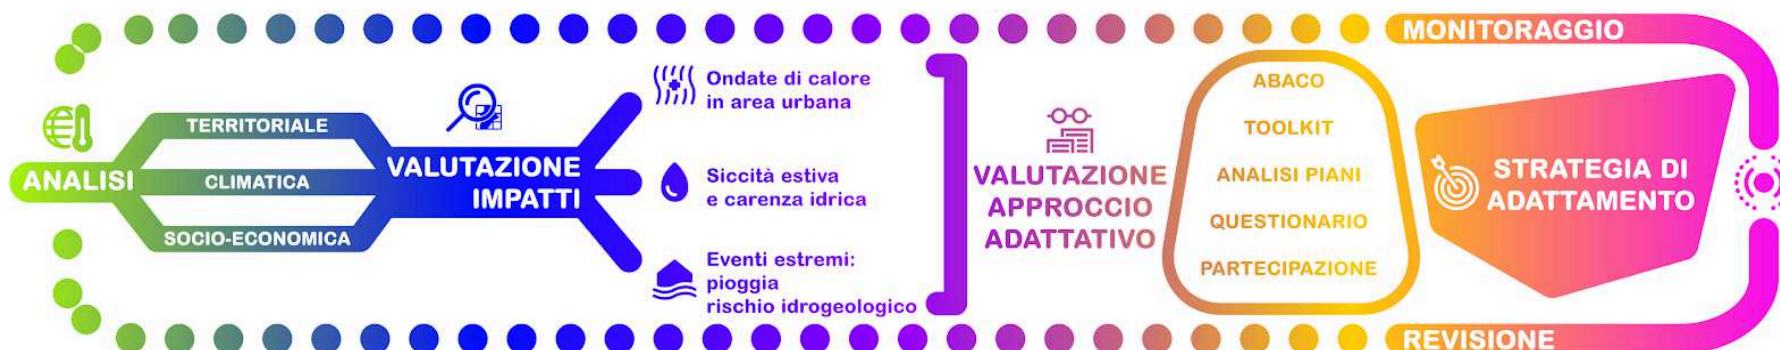 ANALISI
TERRITORIALE
CLIMATICA
SOCIO-ECONOMICA
VALUTAZIONE
IMPATTI
Ondate di calore
in area urbana
Siccità estiva
e carenza idrica
Eventi estremi:
pioggia
rischio idrogeologico
VALUTAZIONE
APPROCCIO
ADATTATIVO
ABACO
TOOLKIT
ANALISI PIANI
QUESTIONARIO
PARTECIPAZIONE
STRATEGIA DI
ADATTAMENTO
MONITORAGGIO
REVISIONE